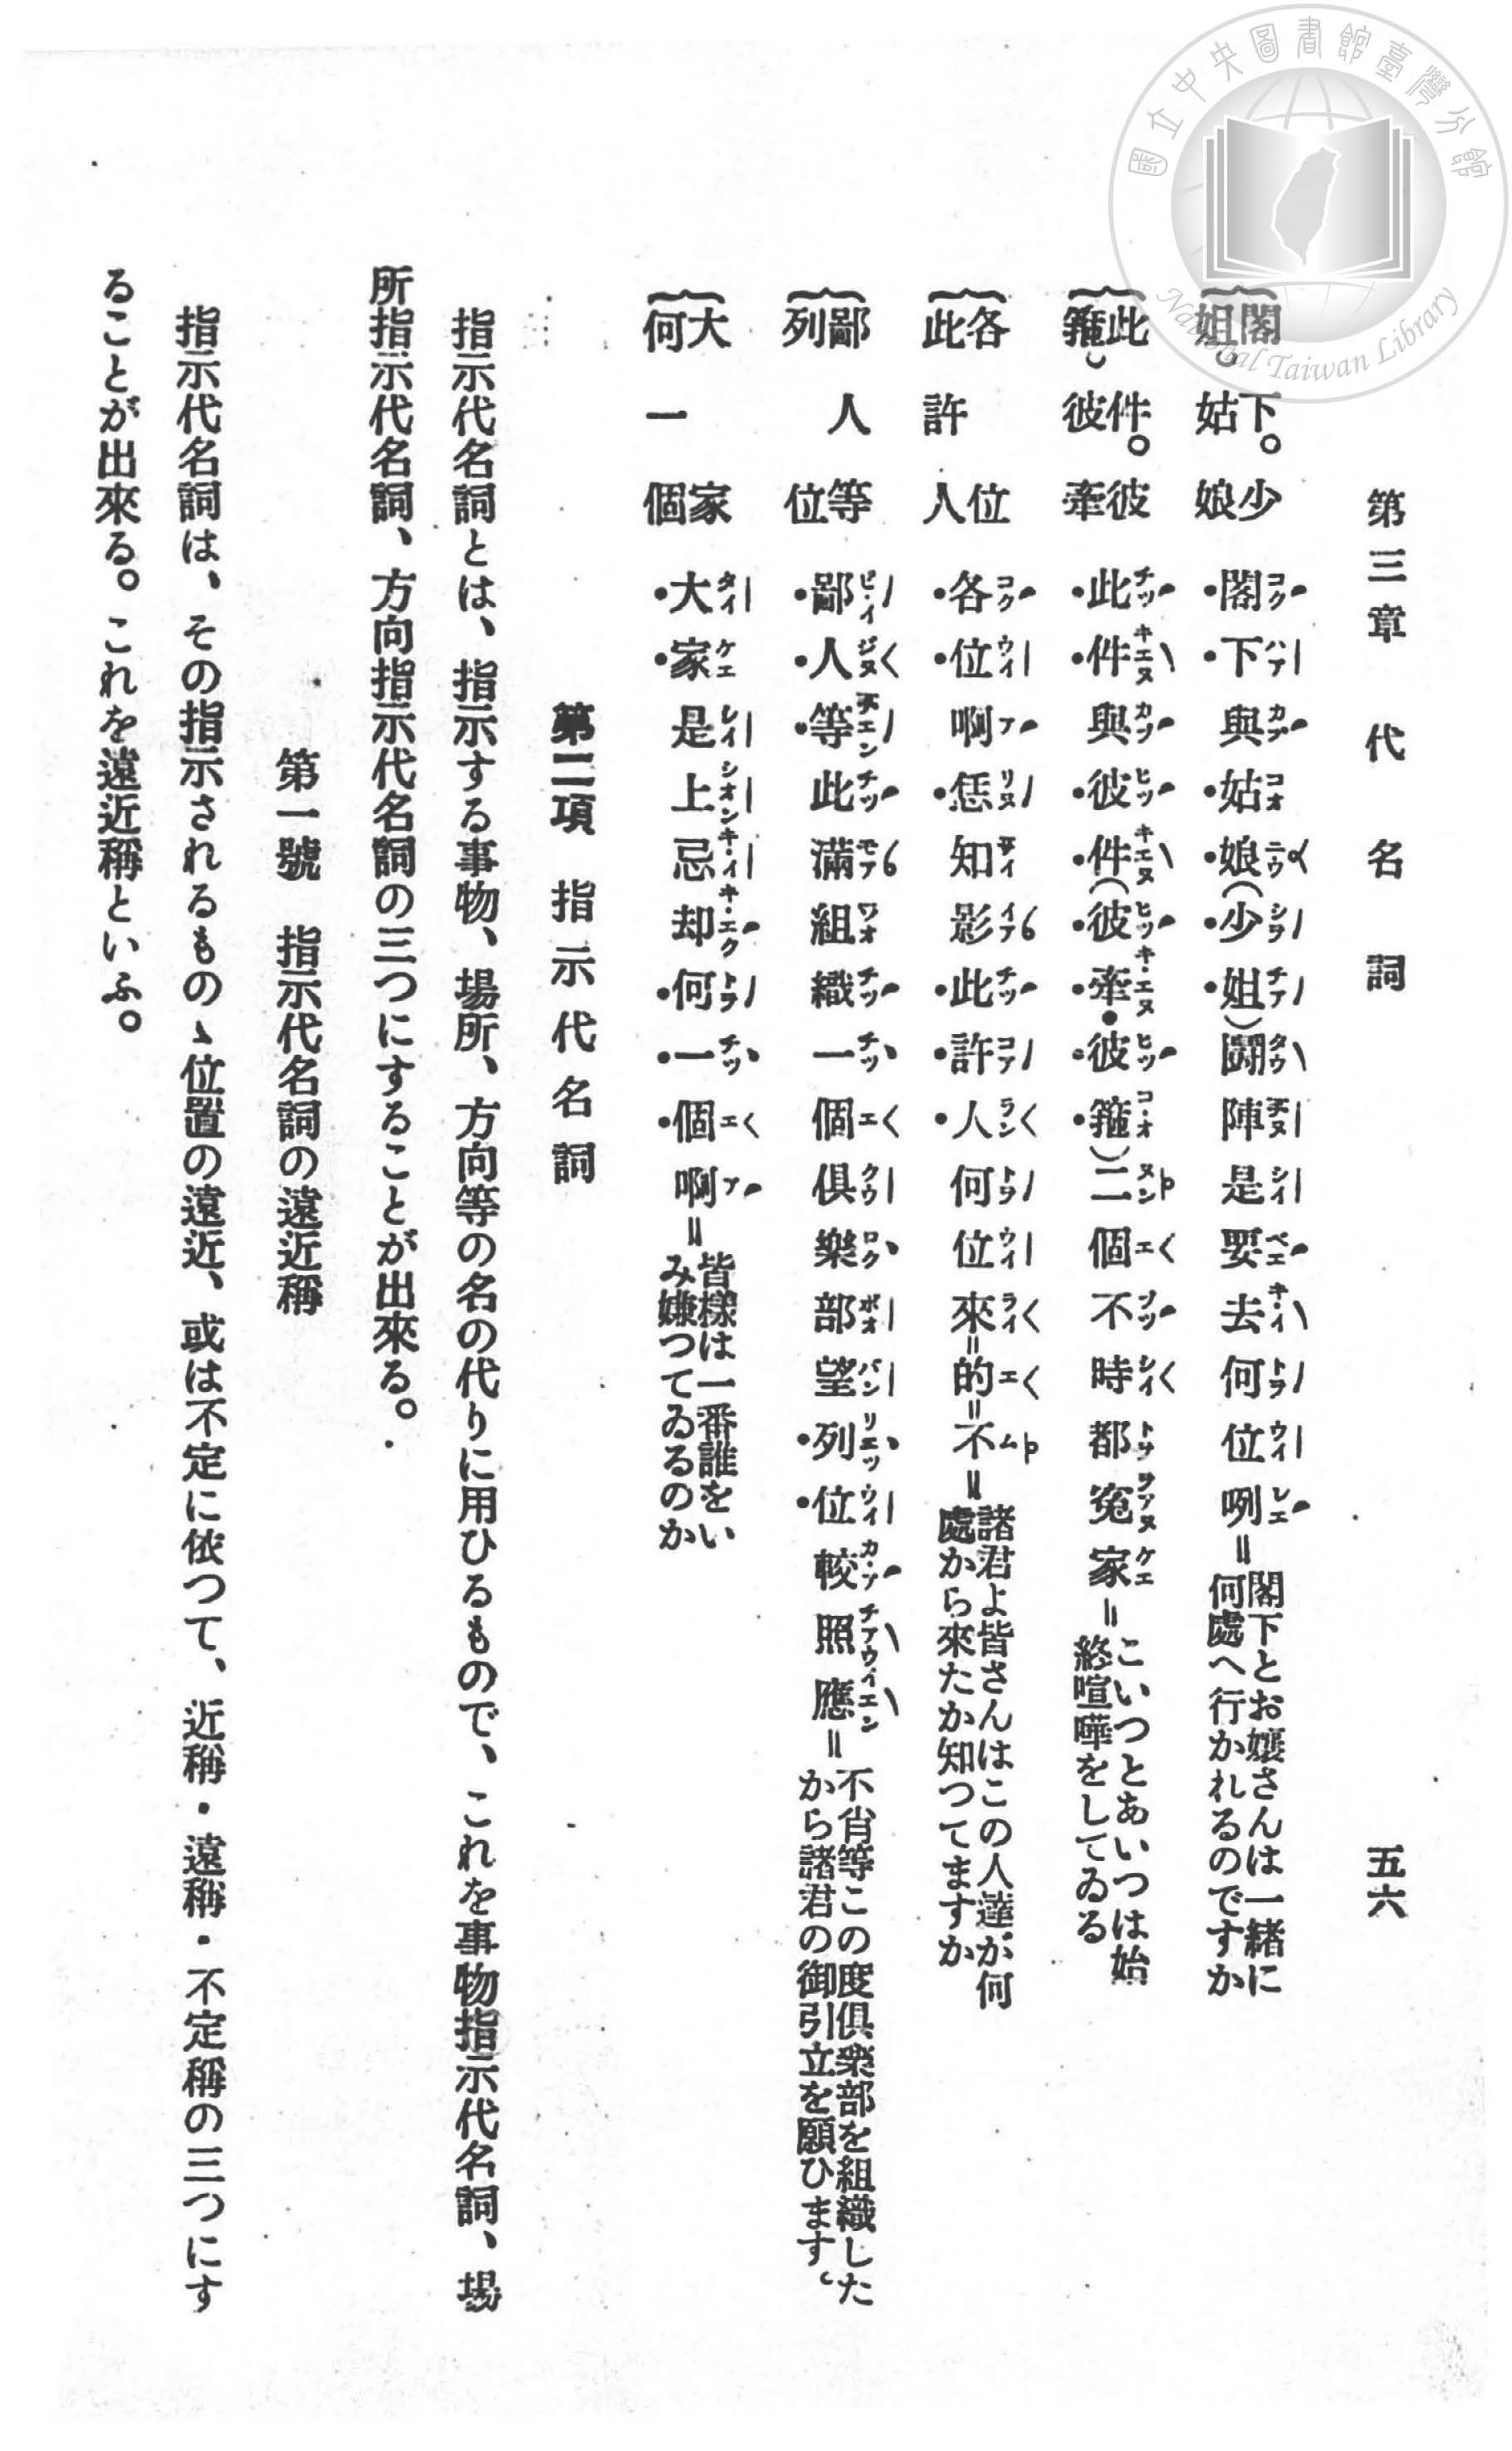 國立中央圖書館臺灣分館
National Taiwan Library
第三章 代名詞 五六
閣下。少
姐 姑娘
閣下與姑娘(少姐)鬪陣是要去何位咧=閣下とお孃さんは一緒に
何處へ行かれるのですか
此件。彼
箍 彼牽
此件與彼件(彼牽・彼箍)二個不時都冤家=こいつとあいつは始
終喧嘩をしてゐる
各位
此許人
各位啊恁知影此許人何位來=的=不=諸君よ皆さんはこの人達が何
處から來たか知つてますか
鄙人等
列位
鄙人等此滿組織一個俱樂部望列位較照應=不肖等この度俱樂部を組織した
から諸君の御引立を願ひます
大家
何一個
大家是上忌却何一個啊=皆樣は一番誰をい
み嫌つてゐるのか
第二項 指示代名詞
指示代名詞とは、指示する事物、場所、方向等の名の代りに用ひるもので、これを事物指示代名詞、場
所指示代名詞、方向指示代名詞の三つにすることが出來る。
第一號 指示代名詞の遠近稱
指示代名詞は、その指示されるものゝ位置の遠近、或は不定に依つて、近稱・遠稱・不定稱の三つにす
ることが出來る。これを遠近稱といふ。